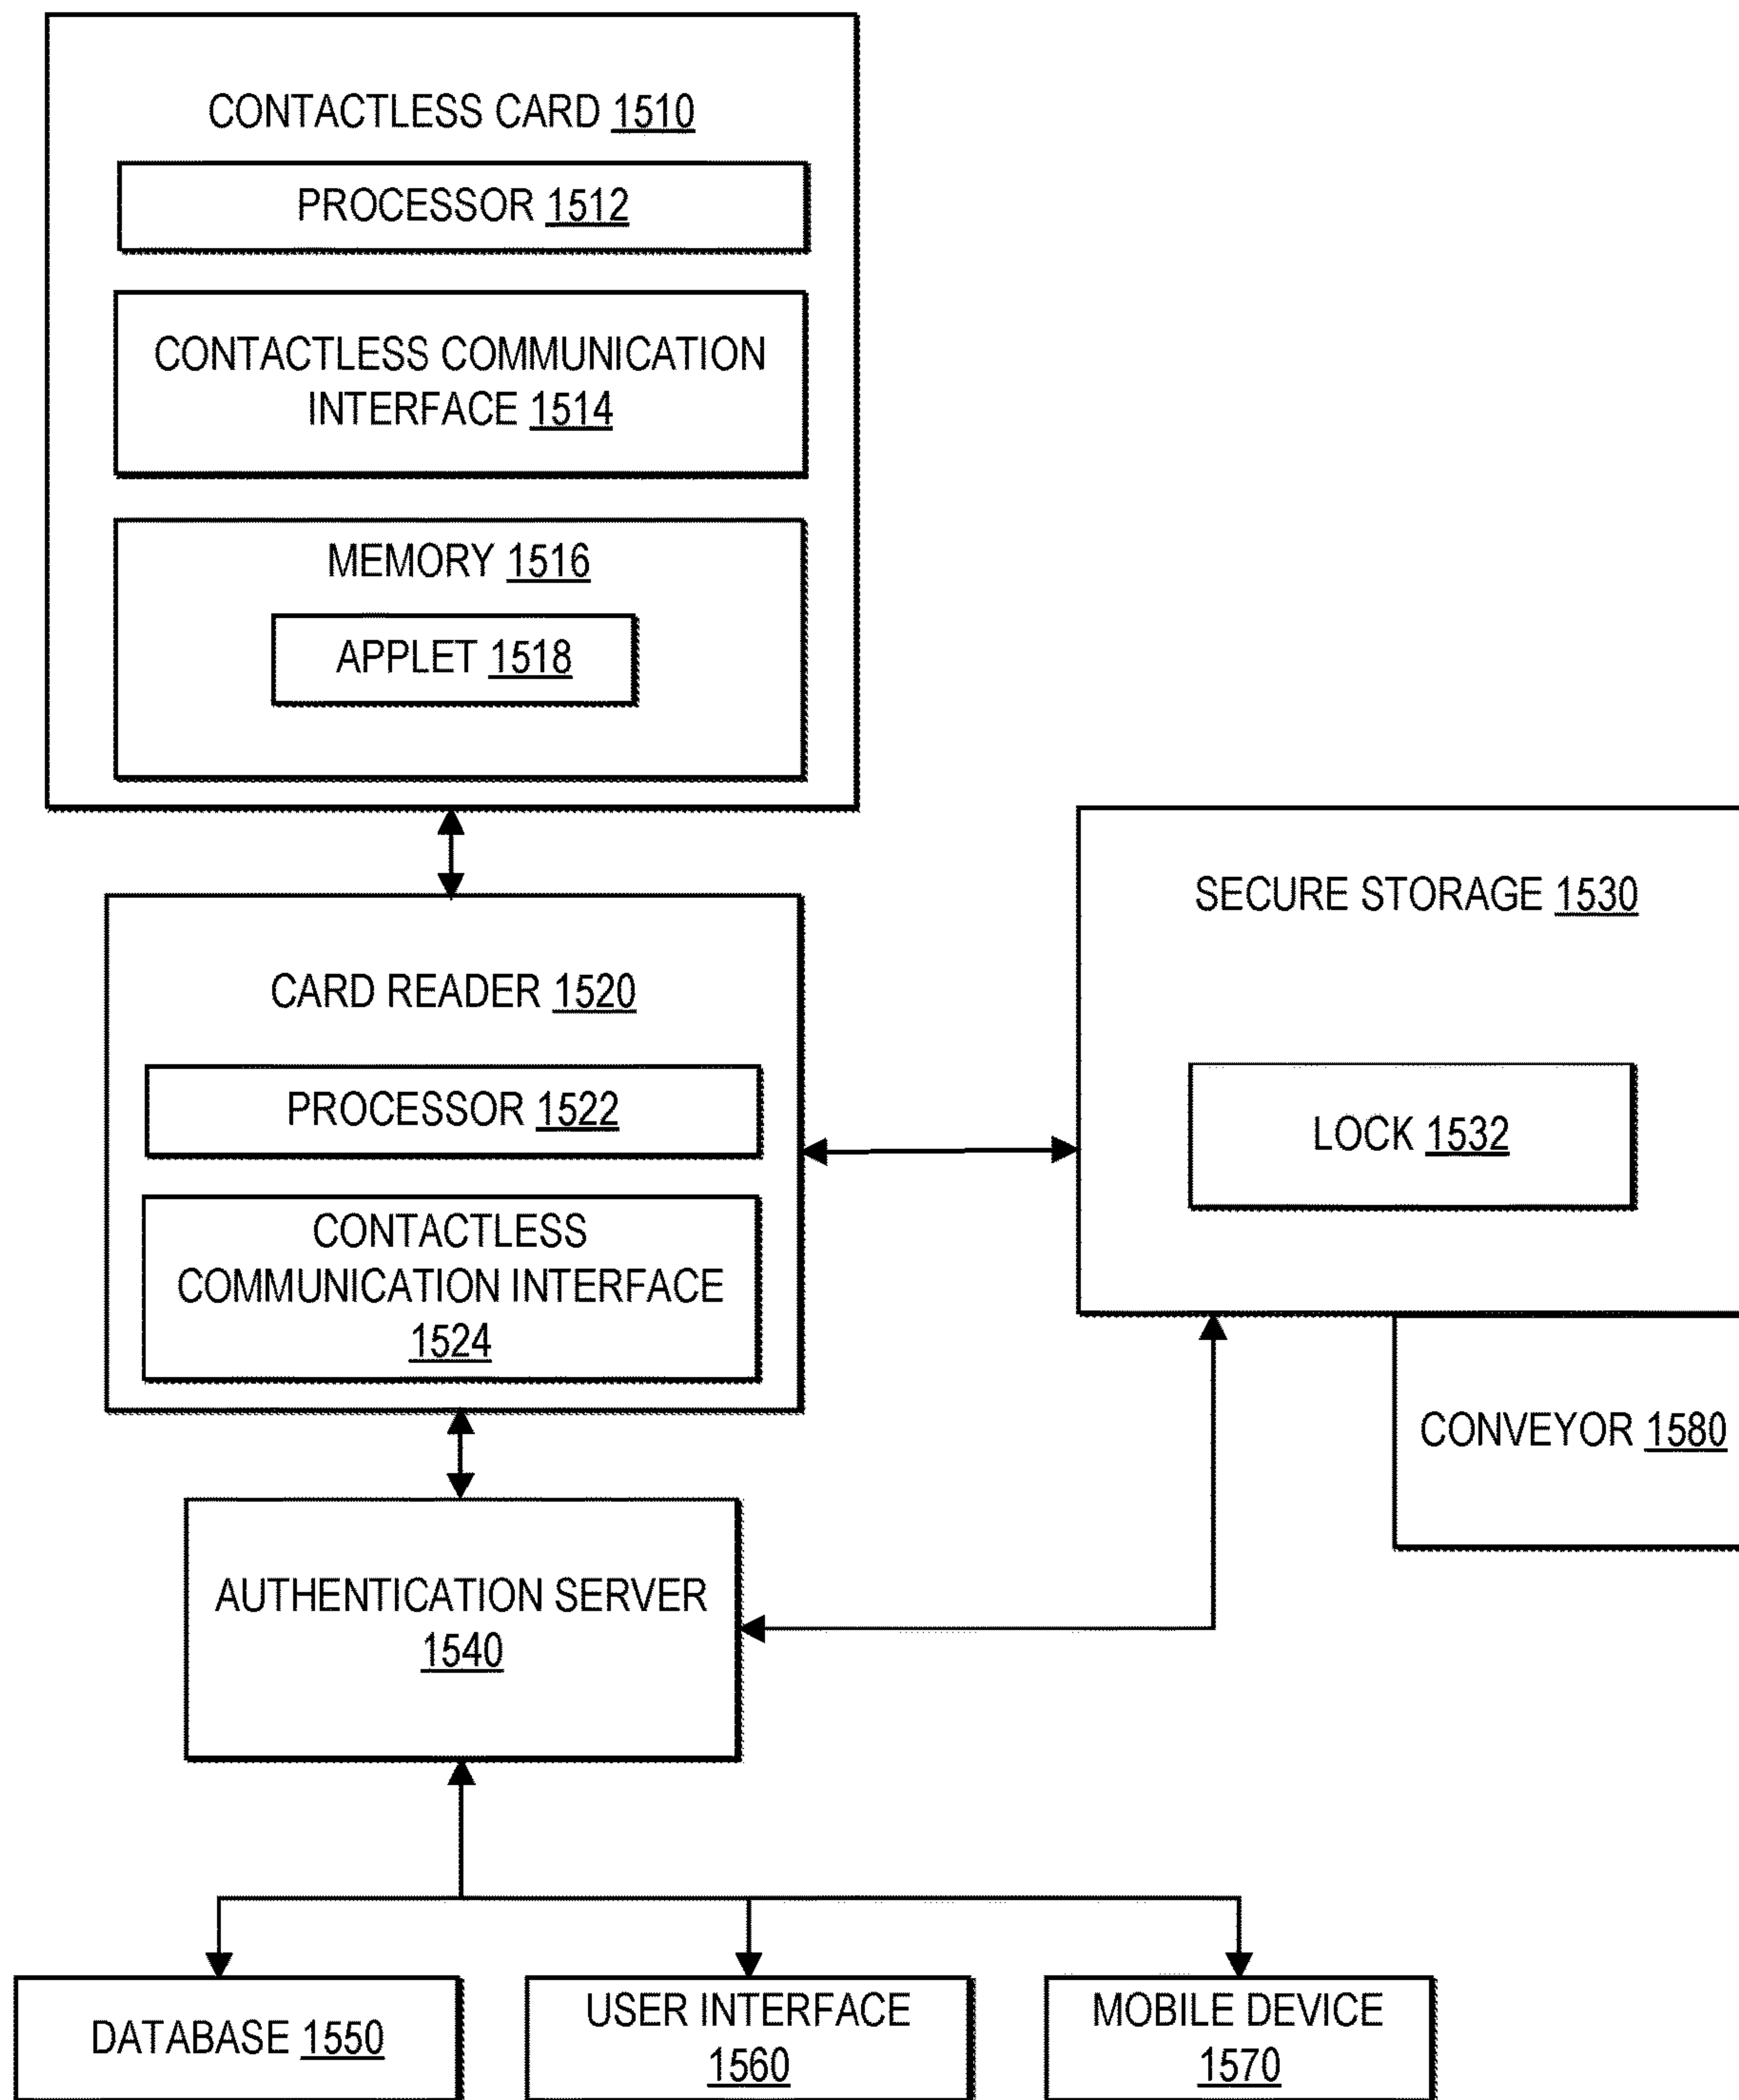 CONTACTLESS CARD 1510
PROCESSOR 1512
CONTACTLESS COMMUNICATION
INTERFACE 1514
MEMORY 1516
APPLET 1518
SECURE STORAGE 1530
LOCK 1532
CARD READER 1520
PROCESSOR 1522
CONTACTLESS
COMMUNICATION INTERFACE
1524
CONVEYOR 1580
AUTHENTICATION SERVER
1540
DATABASE 1550
USER INTERFACE
1560
MOBILE DEVICE
1570